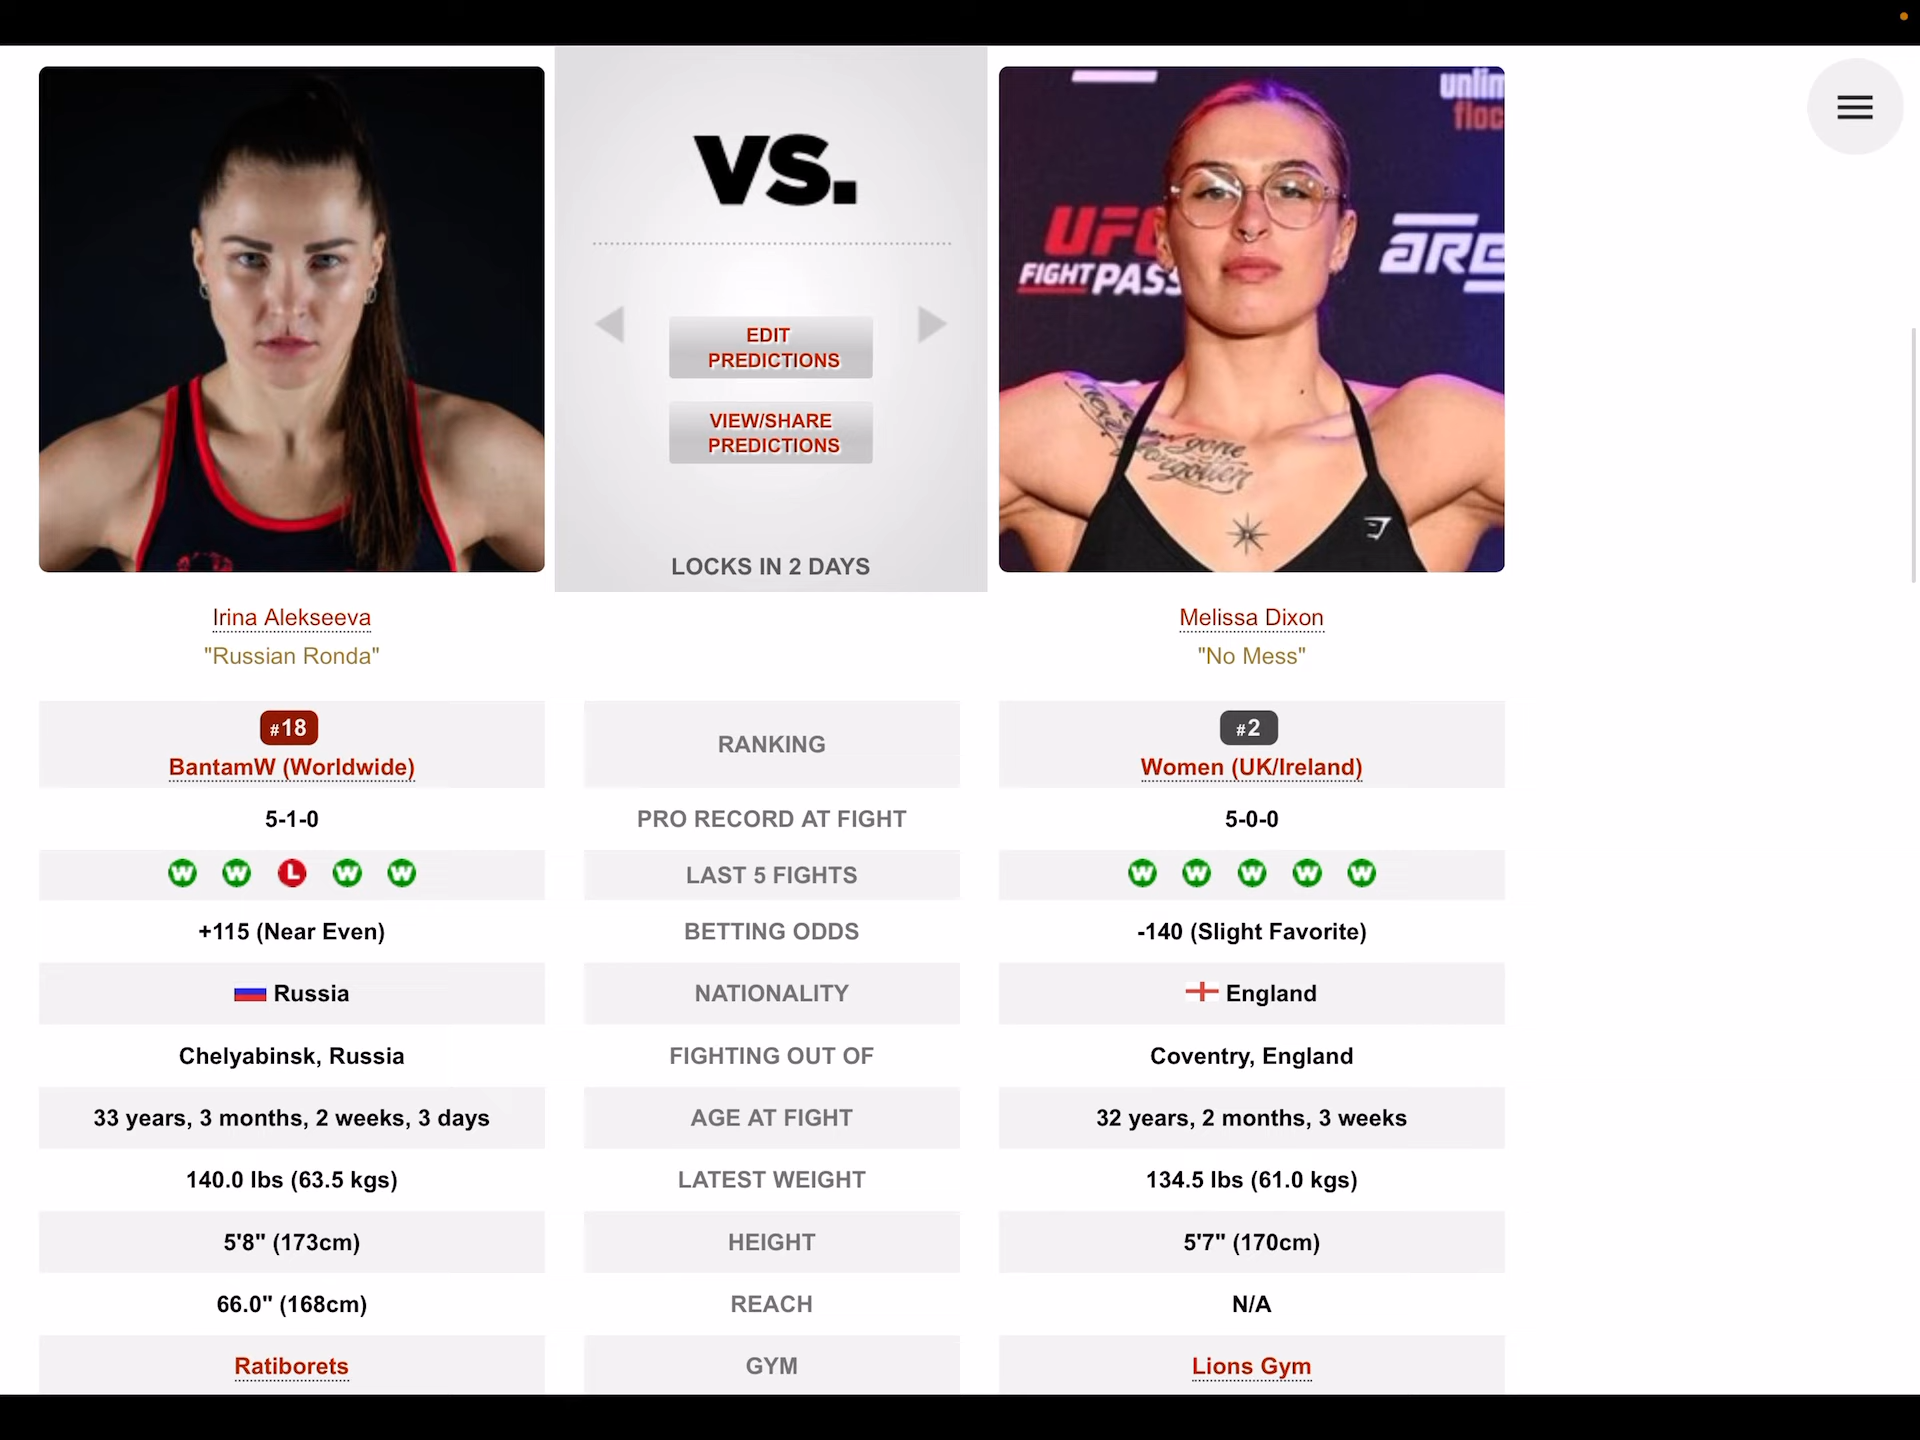 VS.
EDIT
PREDICTIONS
VIEW/SHARE
PREDICTIONS
LOCKS IN 2 DAYS
UFC
FIGHT PASS
gone
forgotten
Irina Alekseeva
"Russian Ronda"
Melissa Dixon
"No Mess"
#18
BantamW (Worldwide)
RANKING
#2
Women (UK/Ireland)
5-1-0
PRO RECORD AT FIGHT
5-0-0
W W L W W
LAST 5 FIGHTS
W W W W W
+115 (Near Even)
BETTING ODDS
-140 (Slight Favorite)
Russia
NATIONALITY
England
Chelyabinsk, Russia
FIGHTING OUT OF
Coventry, England
33 years, 3 months, 2 weeks, 3 days
AGE AT FIGHT
32 years, 2 months, 3 weeks
140.0 lbs (63.5 kgs)
LATEST WEIGHT
134.5 lbs (61.0 kgs)
5'8" (173cm)
HEIGHT
5'7" (170cm)
66.0" (168cm)
REACH
N/A
Ratiborets
GYM
Lions Gym